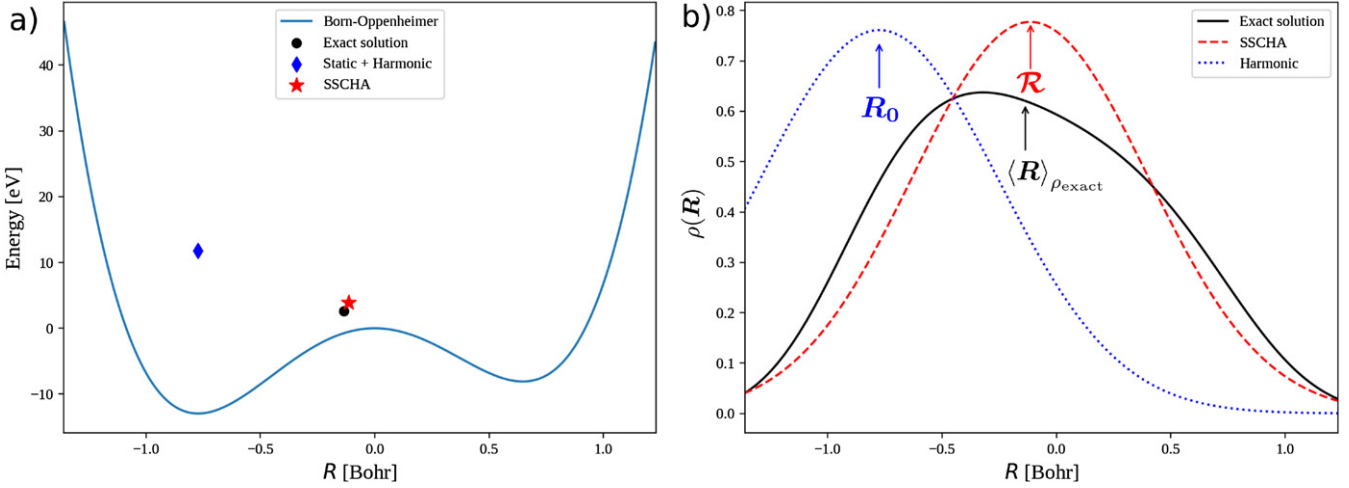 a)
Born-Oppenheimer
Exact solution
Static + Harmonic
SSCHA
Energy [eV]
40
30
20
10
0
−10
−1.0
−0.5
0.0
0.5
1.0
R [Bohr]
b)
Exact solution
SSCHA
Harmonic
R₀
𝓡
⟨R⟩ρexact
ρ(R)
0.8
0.7
0.6
0.5
0.4
0.3
0.2
0.1
0.0
−1.0
−0.5
0.0
0.5
1.0
R [Bohr]